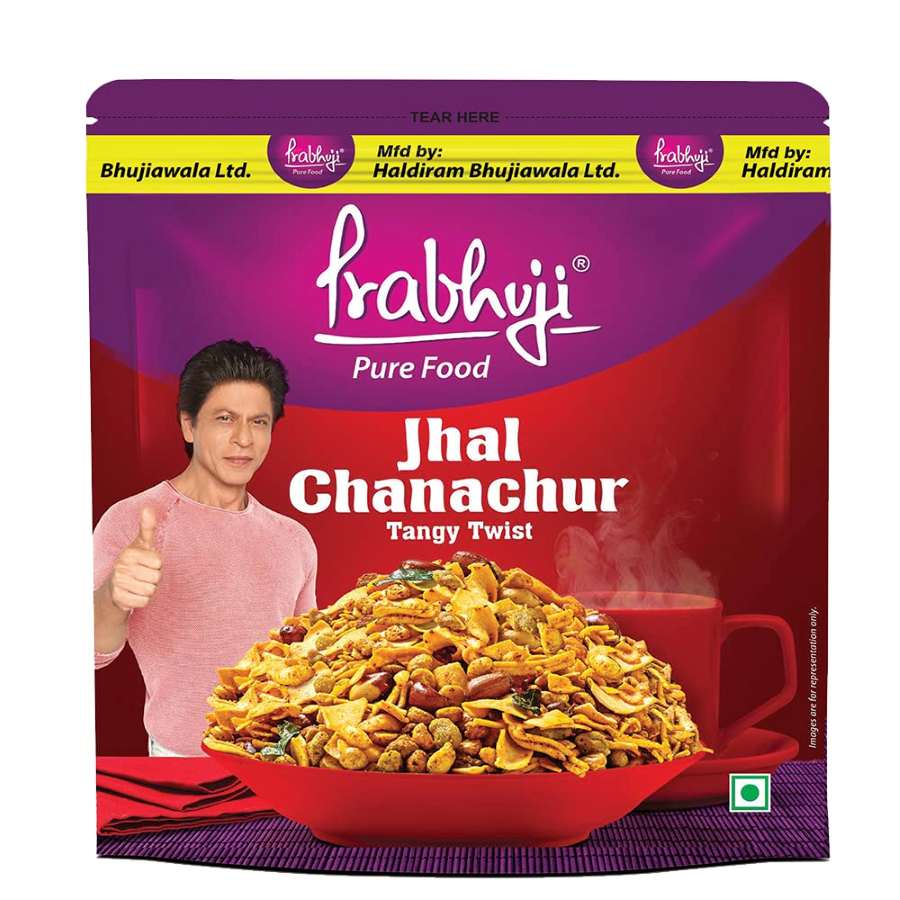 TEAR HERE
Bhujiawala Ltd.
Prabhuji
Pure Food
Mfd by:
Haldiram Bhujiawala Ltd.
Prabhuji
Pure Food
Mfd by:
Haldiram
Prabhuji®
Pure Food
Jhal
Chanachur
Tangy Twist
Images are for representation only.